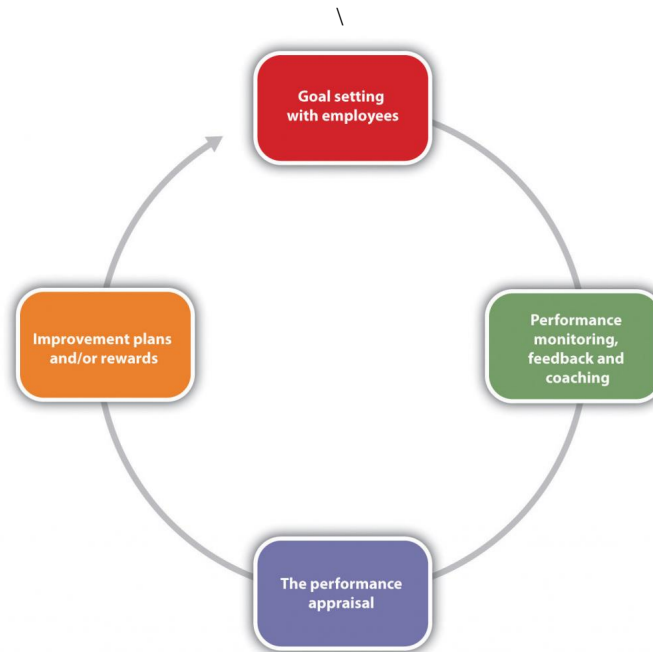 \
Goal setting
with employees
Performance
monitoring,
feedback and
coaching
The performance
appraisal
Improvement plans
and/or rewards